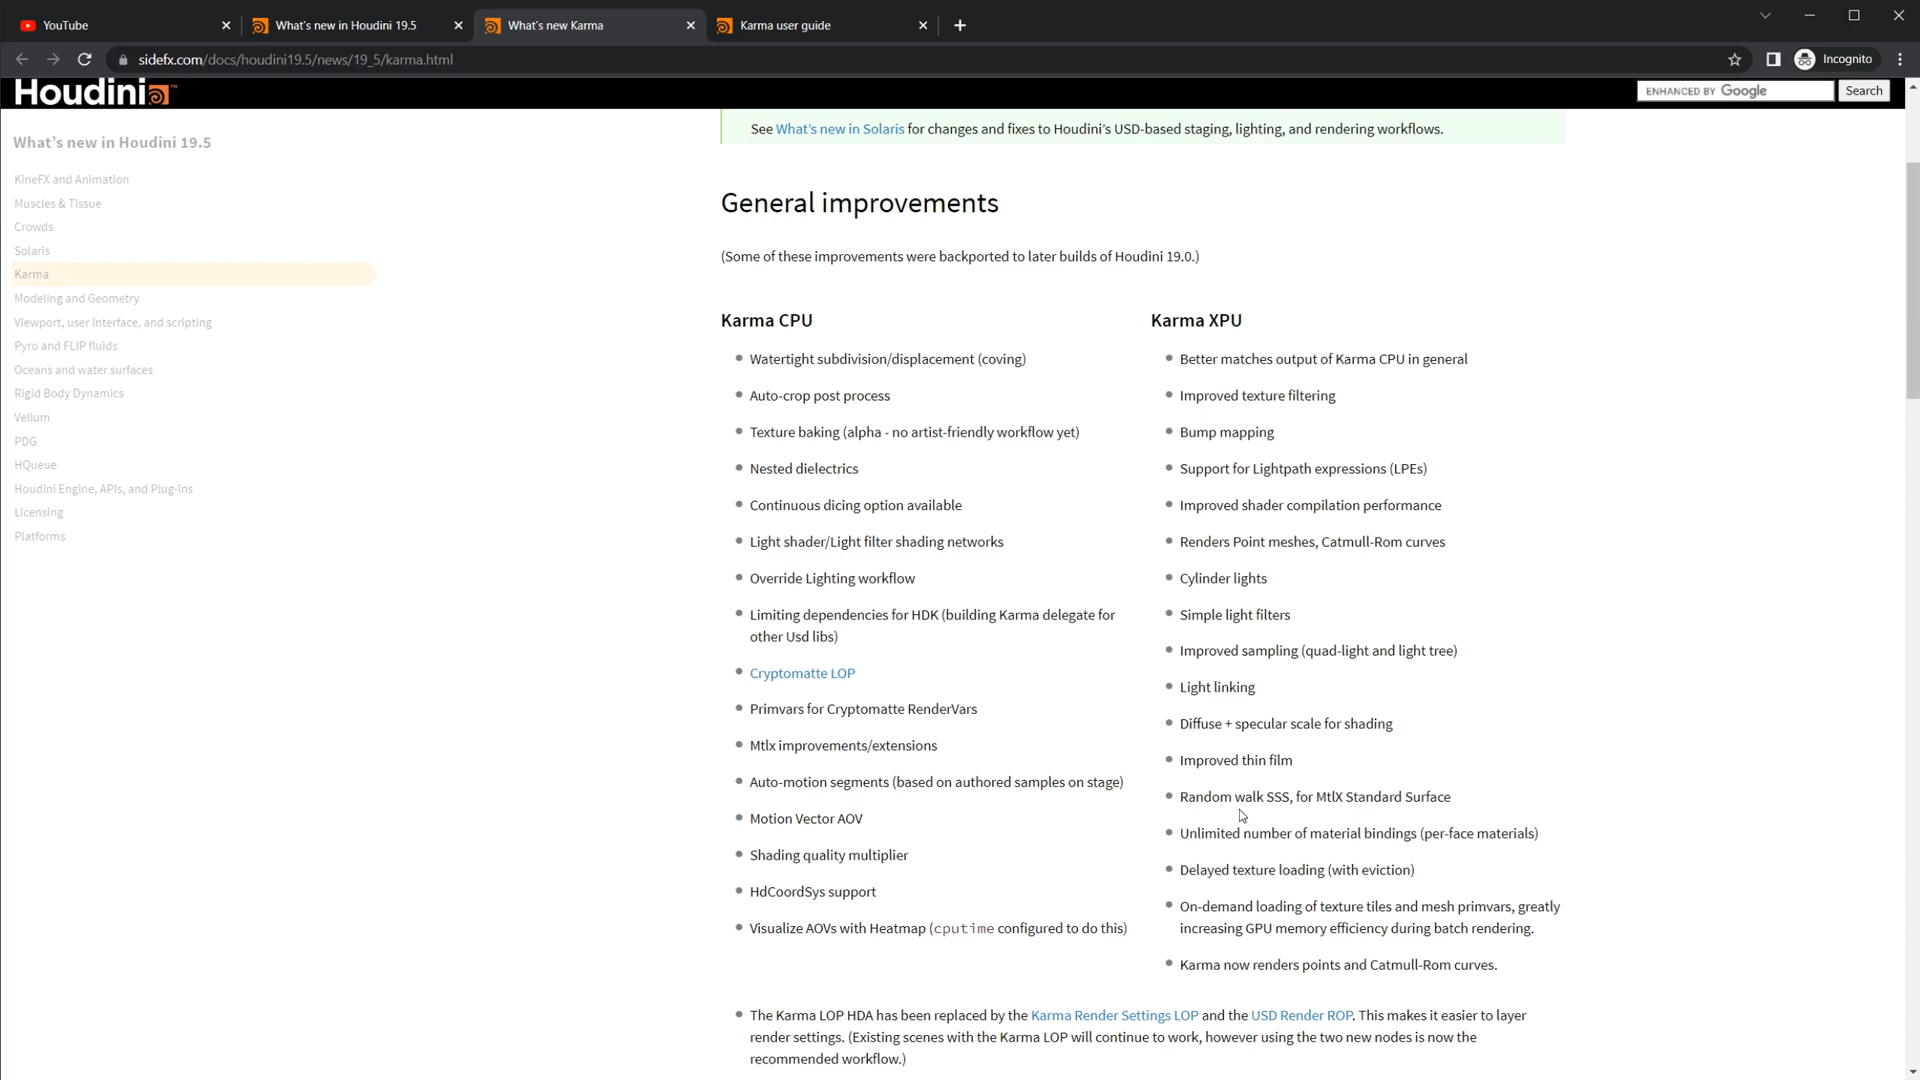 YouTube
What's new in Houdini 19.5
What's new Karma
Karma user guide
sidefx.com/docs/houdini19.5/news/19_5/karma.html
Incognito
Houdini™
ENHANCED BY Google
Search
What's new in Houdini 19.5
KineFX and Animation
Muscles & Tissue
Crowds
Solaris
Karma
Modeling and Geometry
Viewport, user interface, and scripting
Pyro and FLIP fluids
Oceans and water surfaces
Rigid Body Dynamics
Vellum
PDG
HQueue
Houdini Engine, APIs, and Plug-ins
Licensing
Platforms
See What's new in Solaris for changes and fixes to Houdini's USD-based staging, lighting, and rendering workflows.
General improvements
(Some of these improvements were backported to later builds of Houdini 19.0.)
Karma CPU
Watertight subdivision/displacement (coving)
Auto-crop post process
Texture baking (alpha - no artist-friendly workflow yet)
Nested dielectrics
Continuous dicing option available
Light shader/Light filter shading networks
Override Lighting workflow
Limiting dependencies for HDK (building Karma delegate for
other Usd libs)
Cryptomatte LOP
Primvars for Cryptomatte RenderVars
Mtlx improvements/extensions
Auto-motion segments (based on authored samples on stage)
Motion Vector AOV
Shading quality multiplier
HdCoordSys support
Visualize AOVs with Heatmap (cputime configured to do this)
Karma XPU
Better matches output of Karma CPU in general
Improved texture filtering
Bump mapping
Support for Lightpath expressions (LPEs)
Improved shader compilation performance
Renders Point meshes, Catmull-Rom curves
Cylinder lights
Simple light filters
Improved sampling (quad-light and light tree)
Light linking
Diffuse + specular scale for shading
Improved thin film
Random walk SSS, for MtlX Standard Surface
Unlimited number of material bindings (per-face materials)
Delayed texture loading (with eviction)
On-demand loading of texture tiles and mesh primvars, greatly
increasing GPU memory efficiency during batch rendering.
Karma now renders points and Catmull-Rom curves.
The Karma LOP HDA has been replaced by the Karma Render Settings LOP and the USD Render ROP. This makes it easier to layer
render settings. (Existing scenes with the Karma LOP will continue to work, however using the two new nodes is now the
recommended workflow.)